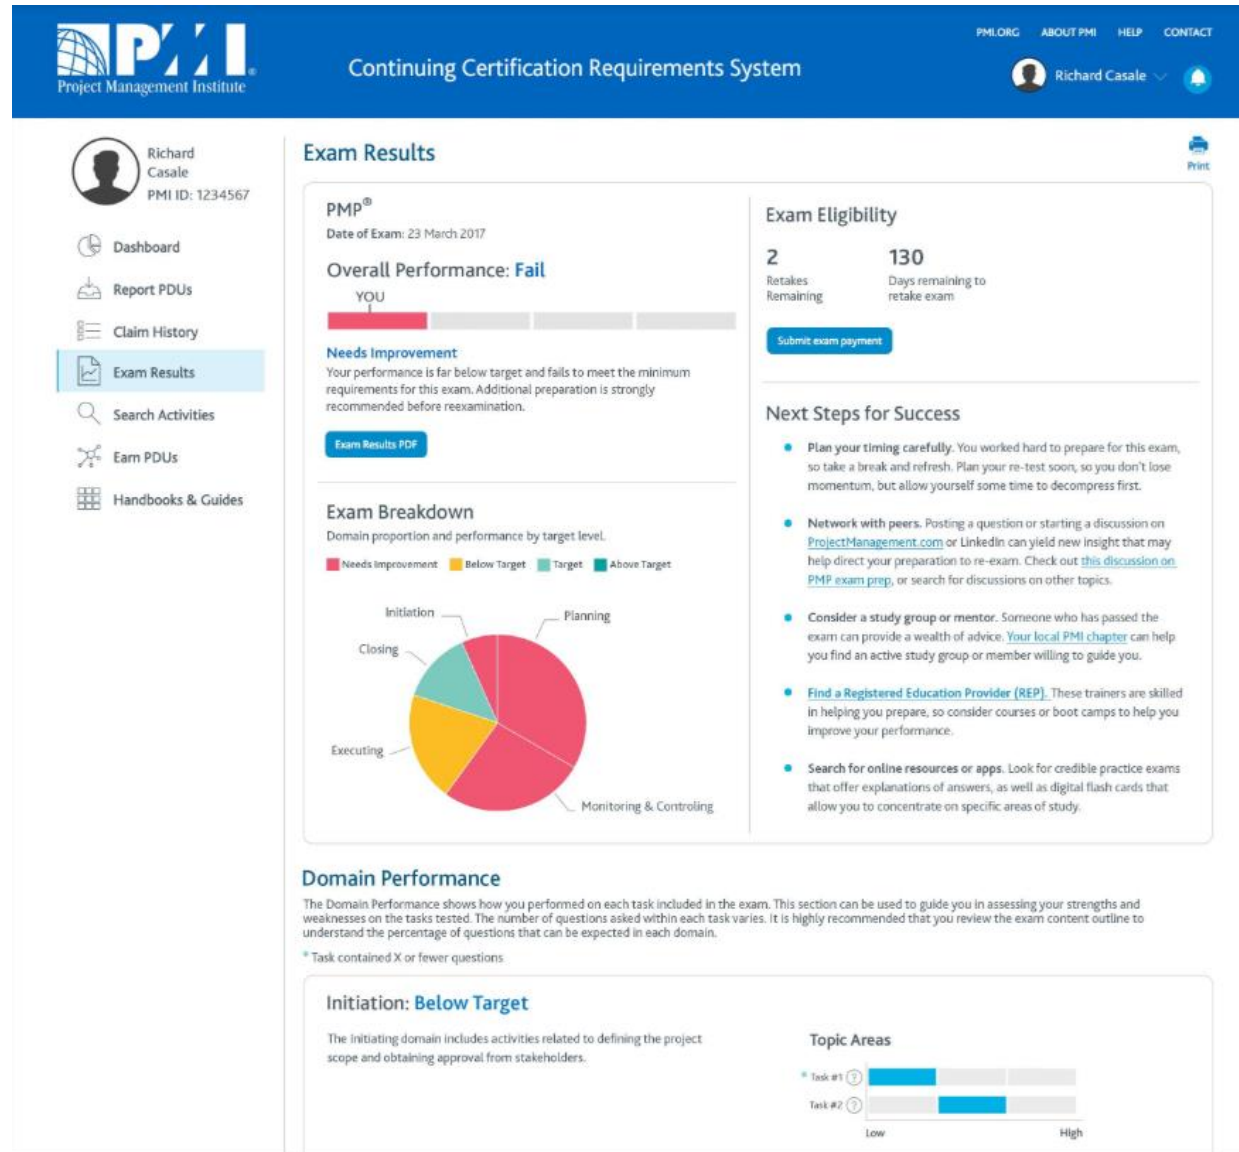 PMI
Project Management Institute
Continuing Certification Requirements System
PMI.ORG ABOUT PMI HELP CONTACT
Richard Casale
Richard
Casale
PMI ID: 1234567
Dashboard
Report PDUs
Claim History
Exam Results
Search Activities
Earn PDUs
Handbooks & Guides
Exam Results
Print
PMP®
Date of Exam: 23 March 2017
Overall Performance: Fail
YOU
Needs Improvement
Your performance is far below target and fails to meet the minimum
requirements for this exam. Additional preparation is strongly
recommended before reexamination.
Exam Results PDF
Exam Breakdown
Domain proportion and performance by target level.
Needs Improvement Below Target Target Above Target
Initiation
Planning
Closing
Executing
Monitoring & Controling
Exam Eligibility
2
Retakes
Remaining
130
Days remaining to
retake exam
Submit exam payment
Next Steps for Success
Plan your timing carefully. You worked hard to prepare for this exam,
so take a break and refresh. Plan your re-test soon, so you don't lose
momentum, but allow yourself some time to decompress first.
Network with peers. Posting a question or starting a discussion on
ProjectManagement.com or LinkedIn can yield new insight that may
help direct your preparation to re-exam. Check out this discussion on
PMP exam prep, or search for discussions on other topics.
Consider a study group or mentor. Someone who has passed the
exam can provide a wealth of advice. Your local PMI chapter can help
you find an active study group or member willing to guide you.
Find a Registered Education Provider (REP). These trainers are skilled
in helping you prepare, so consider courses or boot camps to help you
improve your performance.
Search for online resources or apps. Look for credible practice exams
that offer explanations of answers, as well as digital flash cards that
allow you to concentrate on specific areas of study.
Domain Performance
The Domain Performance shows how you performed on each task included in the exam. This section can be used to guide you in assessing your strengths and
weaknesses on the tasks tested. The number of questions asked within each task varies. It is highly recommended that you review the exam content outline to
understand the percentage of questions that can be expected in each domain.
* Task contained X or fewer questions
Initiation: Below Target
The Initiating domain includes activities related to defining the project
scope and obtaining approval from stakeholders.
Topic Areas
* Task #1 ?
Task #2 ?
Low High